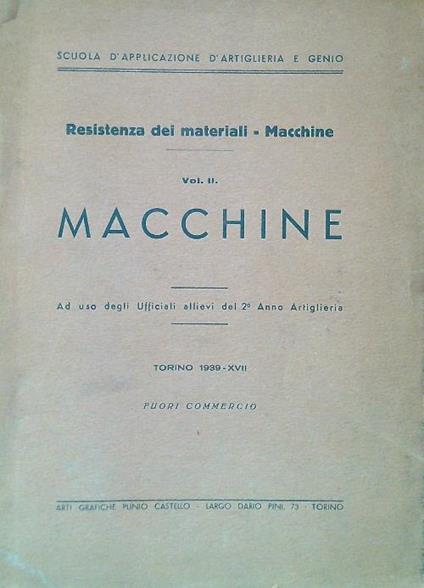 SCUOLA D'APPLICAZIONE D'ARTIGLIERIA E GENIO
Resistenza dei materiali - Macchine
Vol. II.
MACCHINE
Ad uso degli Ufficiali allievi del 2º Anno Artiglieria
TORINO 1939-XVII
FUORI COMMERCIO
ARTI GRAFICHE PLINIO CASTELLO - LARGO DARIO PINI, 73 - TORINO